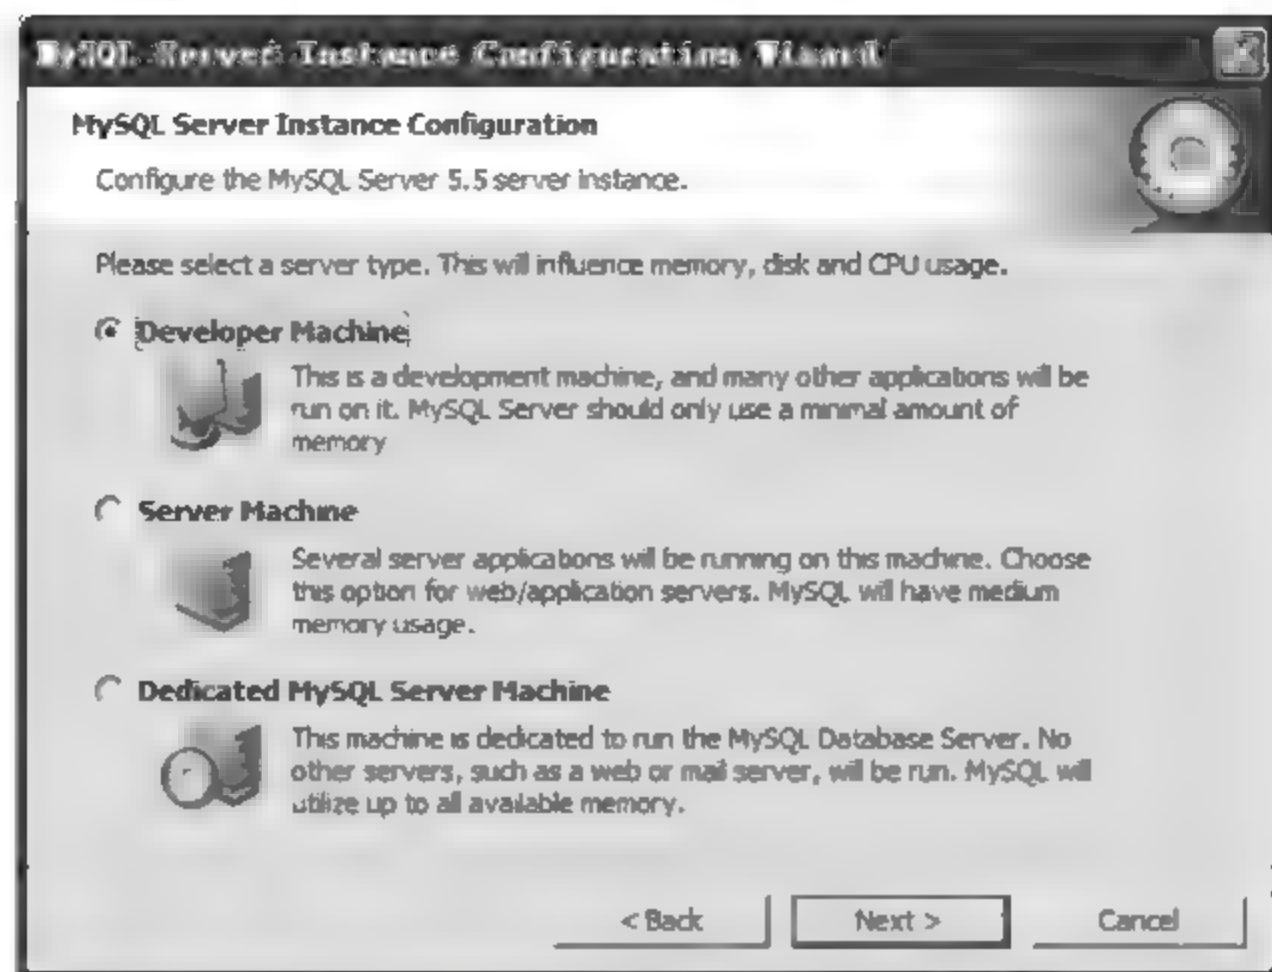 MySQL Server Instance Configuration Wizard
MySQL Server Instance Configuration
Configure the MySQL Server 5.5 server instance.
Please select a server type. This will influence memory, disk and CPU usage.
Developer Machine
This is a development machine, and many other applications will be
run on it. MySQL Server should only use a minimal amount of
memory
Server Machine
Several server applications will be running on this machine. Choose
this option for web/application servers. MySQL will have medium
memory usage.
Dedicated MySQL Server Machine
This machine is dedicated to run the MySQL Database Server. No
other servers, such as a web or mail server, will be run. MySQL will
utilize up to all available memory.
< Back
Next >
Cancel